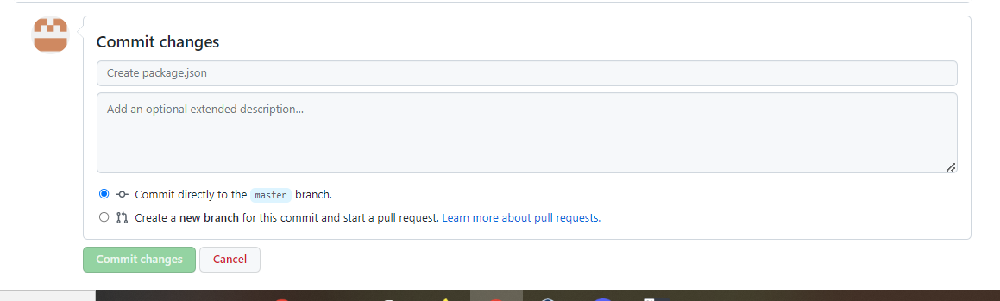 Commit changes
Create package.json
Add an optional extended description...
Commit directly to the master branch.
Create a new branch for this commit and start a pull request. Learn more about pull requests.
Commit changes Cancel